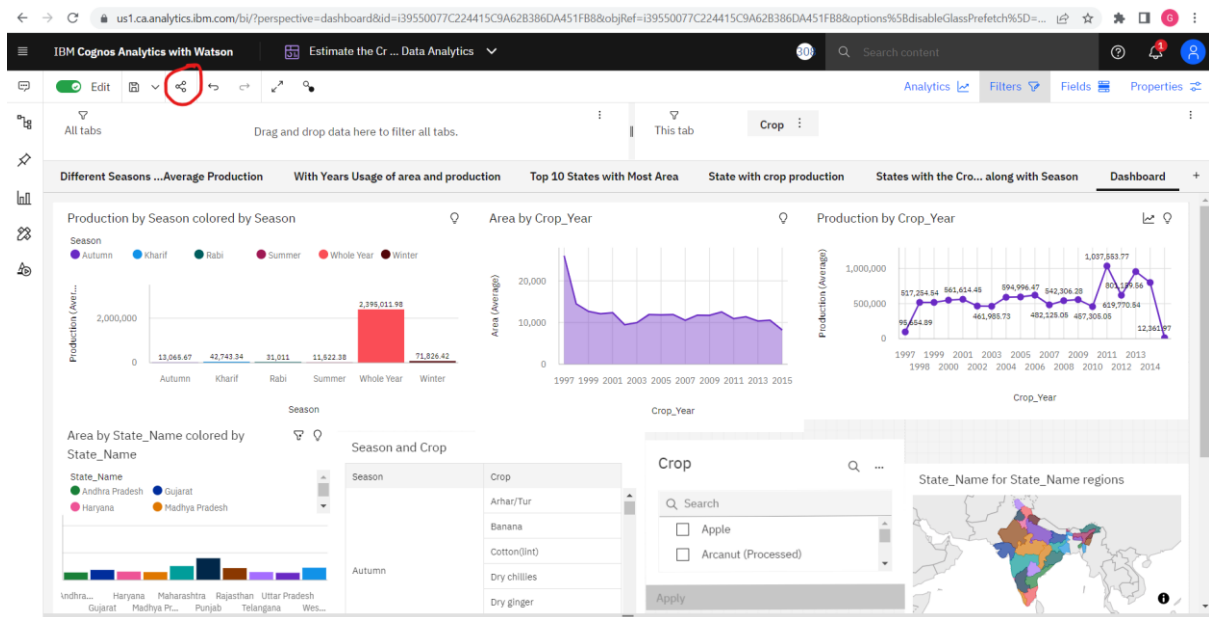 us1.ca.analytics.ibm.com/bi/?perspective=dashboard&id=i39550077C224415C9A62B386DA451FB8&objRef=i39550077C224415C9A62B386DA451FB8&options%5BdisableGlassPrefetch%5D=...
G
IBM Cognos Analytics with Watson
Estimate the Cr ... Data Analytics
308
Search content
1
Edit
Analytics
Filters
Fields
Properties
All tabs
Drag and drop data here to filter all tabs.
This tab
Crop
Different Seasons ...Average Production
With Years Usage of area and production
Top 10 States with Most Area
State with crop production
States with the Cro... along with Season
Dashboard
Production by Season colored by Season
Season
Autumn Kharif Rabi Summer Whole Year Winter
Production (Aver...
2,000,000
0
13,065.67 42,743.34 31,011 11,522.38 2,395,011.98 71,826.42
Autumn Kharif Rabi Summer Whole Year Winter
Season
Area by Crop_Year
Area (Average)
20,000
10,000
0
1997 1999 2001 2003 2005 2007 2009 2011 2013 2015
Crop_Year
Production by Crop_Year
Production (Average)
1,000,000
500,000
0
517,254.54 561,614.45 594,996.47 542,306.28 1,037,553.77 801,159.56
461,985.73 482,125.05 457,305.05 619,770.54 12,361.97
1997 1999 2001 2003 2005 2007 2009 2011 2013
1998 2000 2002 2004 2006 2008 2010 2012 2014
Crop_Year
Area by State_Name colored by
State_Name
State_Name
Andhra Pradesh Gujarat
Haryana Madhya Pradesh
Haryana Maharashtra Rajasthan Uttar Pradesh
Gujarat Madhya Pr... Punjab Telangana Wes...
Season and Crop
Season Crop
Autumn
Arhar/Tur
Banana
Cotton(lint)
Dry chillies
Dry ginger
Crop
Search
Apple
Arcanut (Processed)
Apply
State_Name for State_Name regions